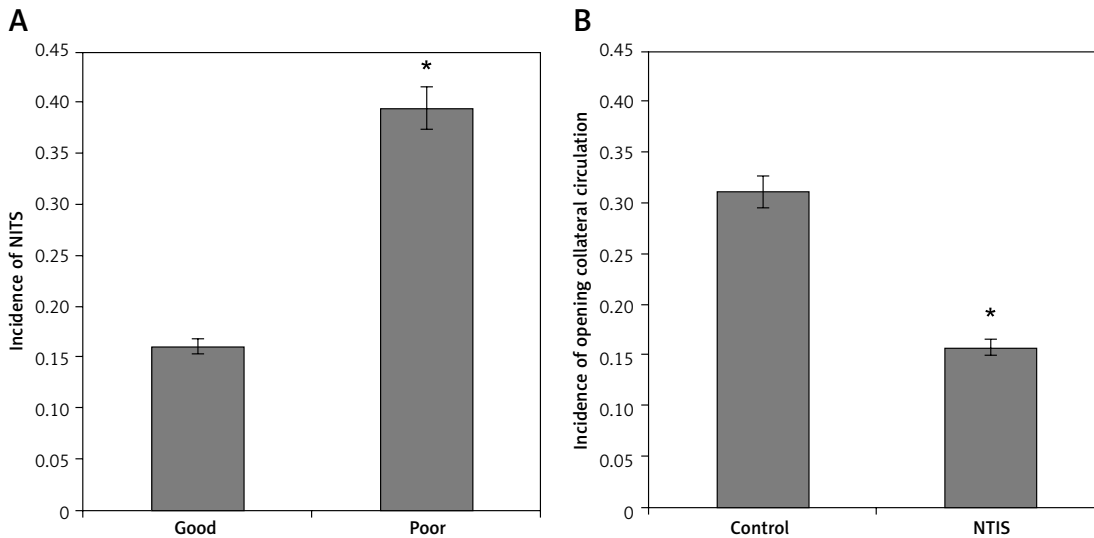 A
Incidence of NITS
0.45
0.40
0.35
0.30
0.25
0.20
0.15
0.10
0.05
0
*
Good
Poor
B
Incidence of opening collateral circulation
0.45
0.40
0.35
0.30
0.25
0.20
0.15
0.10
0.05
0
*
Control
NTIS